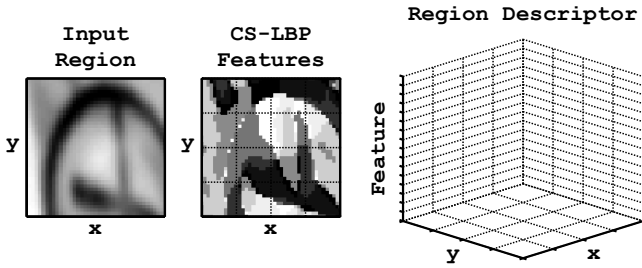 Input
Region
y
x
CS-LBP
Features
y
x
Region Descriptor
Feature
y
x